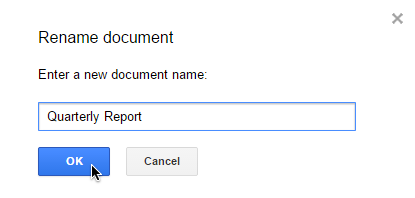 Rename document
Enter a new document name:
Quarterly Report
OK
Cancel